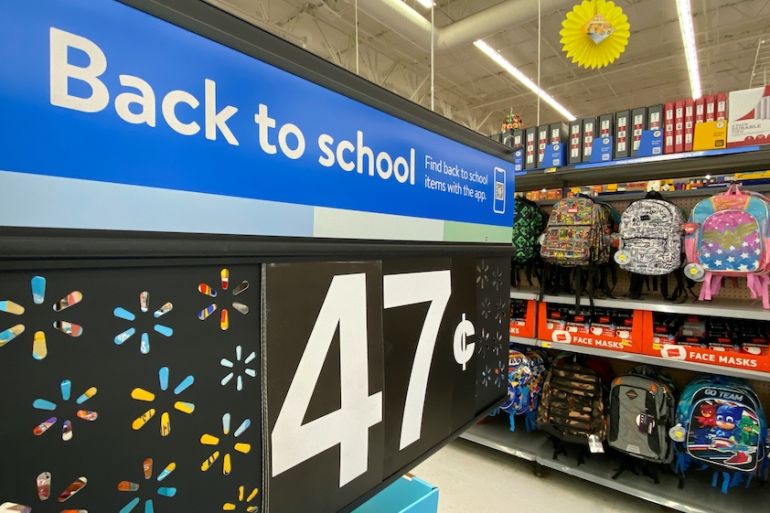 Back to school
Find back to school
items with the app.
47¢
FACE MASKS
FACE MASKS
GO TEAM